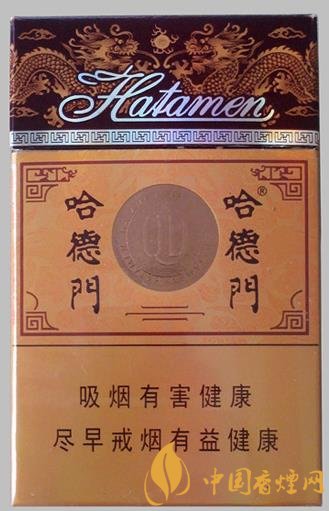 Hatamen
哈德門
哈德門®
吸烟有害健康
尽早戒烟有益健康
中国香煙网